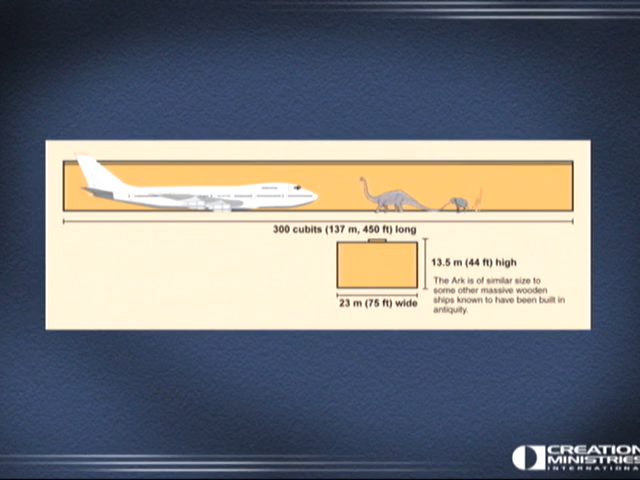 300 cubits (137 m, 450 ft) long
13.5 m (44 ft) high
The Ark is of similar size to
some other massive wooden
ships known to have been built in
antiquity.
23 m (75 ft) wide
CREATION
MINISTRIES
INTERNATIONAL